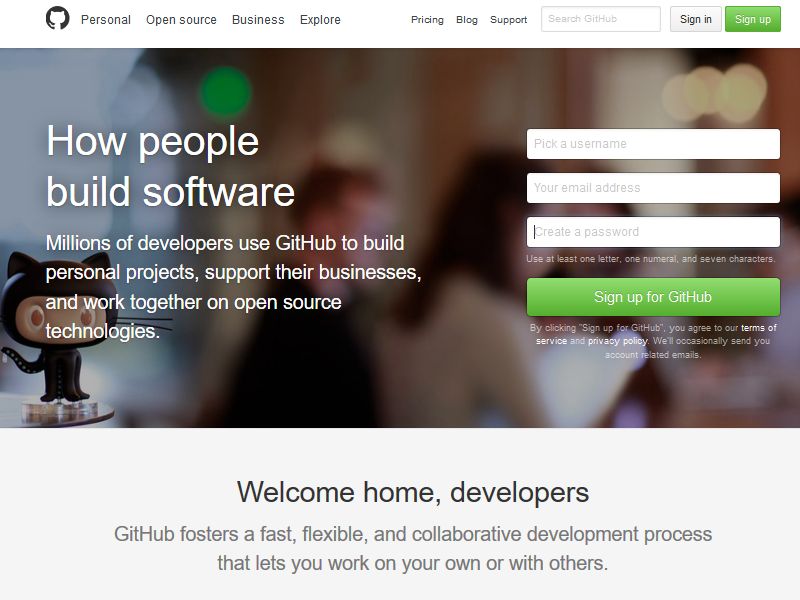 Personal Open source Business Explore Pricing Blog Support Search GitHub Sign in Sign up
How people
build software
Millions of developers use GitHub to build
personal projects, support their businesses,
and work together on open source
technologies.
Pick a username
Your email address
Create a password
Use at least one letter, one numeral, and seven characters.
Sign up for GitHub
By clicking "Sign up for GitHub", you agree to our terms of
service and privacy policy. We'll occasionally send you
account related emails.
Welcome home, developers
GitHub fosters a fast, flexible, and collaborative development process
that lets you work on your own or with others.